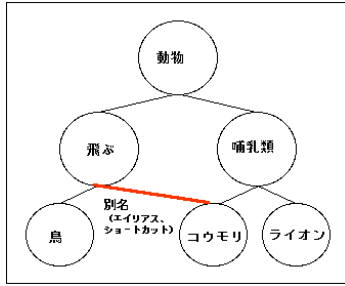 動物
飛ぶ
哺乳類
別名
(エイリアス、
ショートカット)
鳥
コウモリ
ライオン